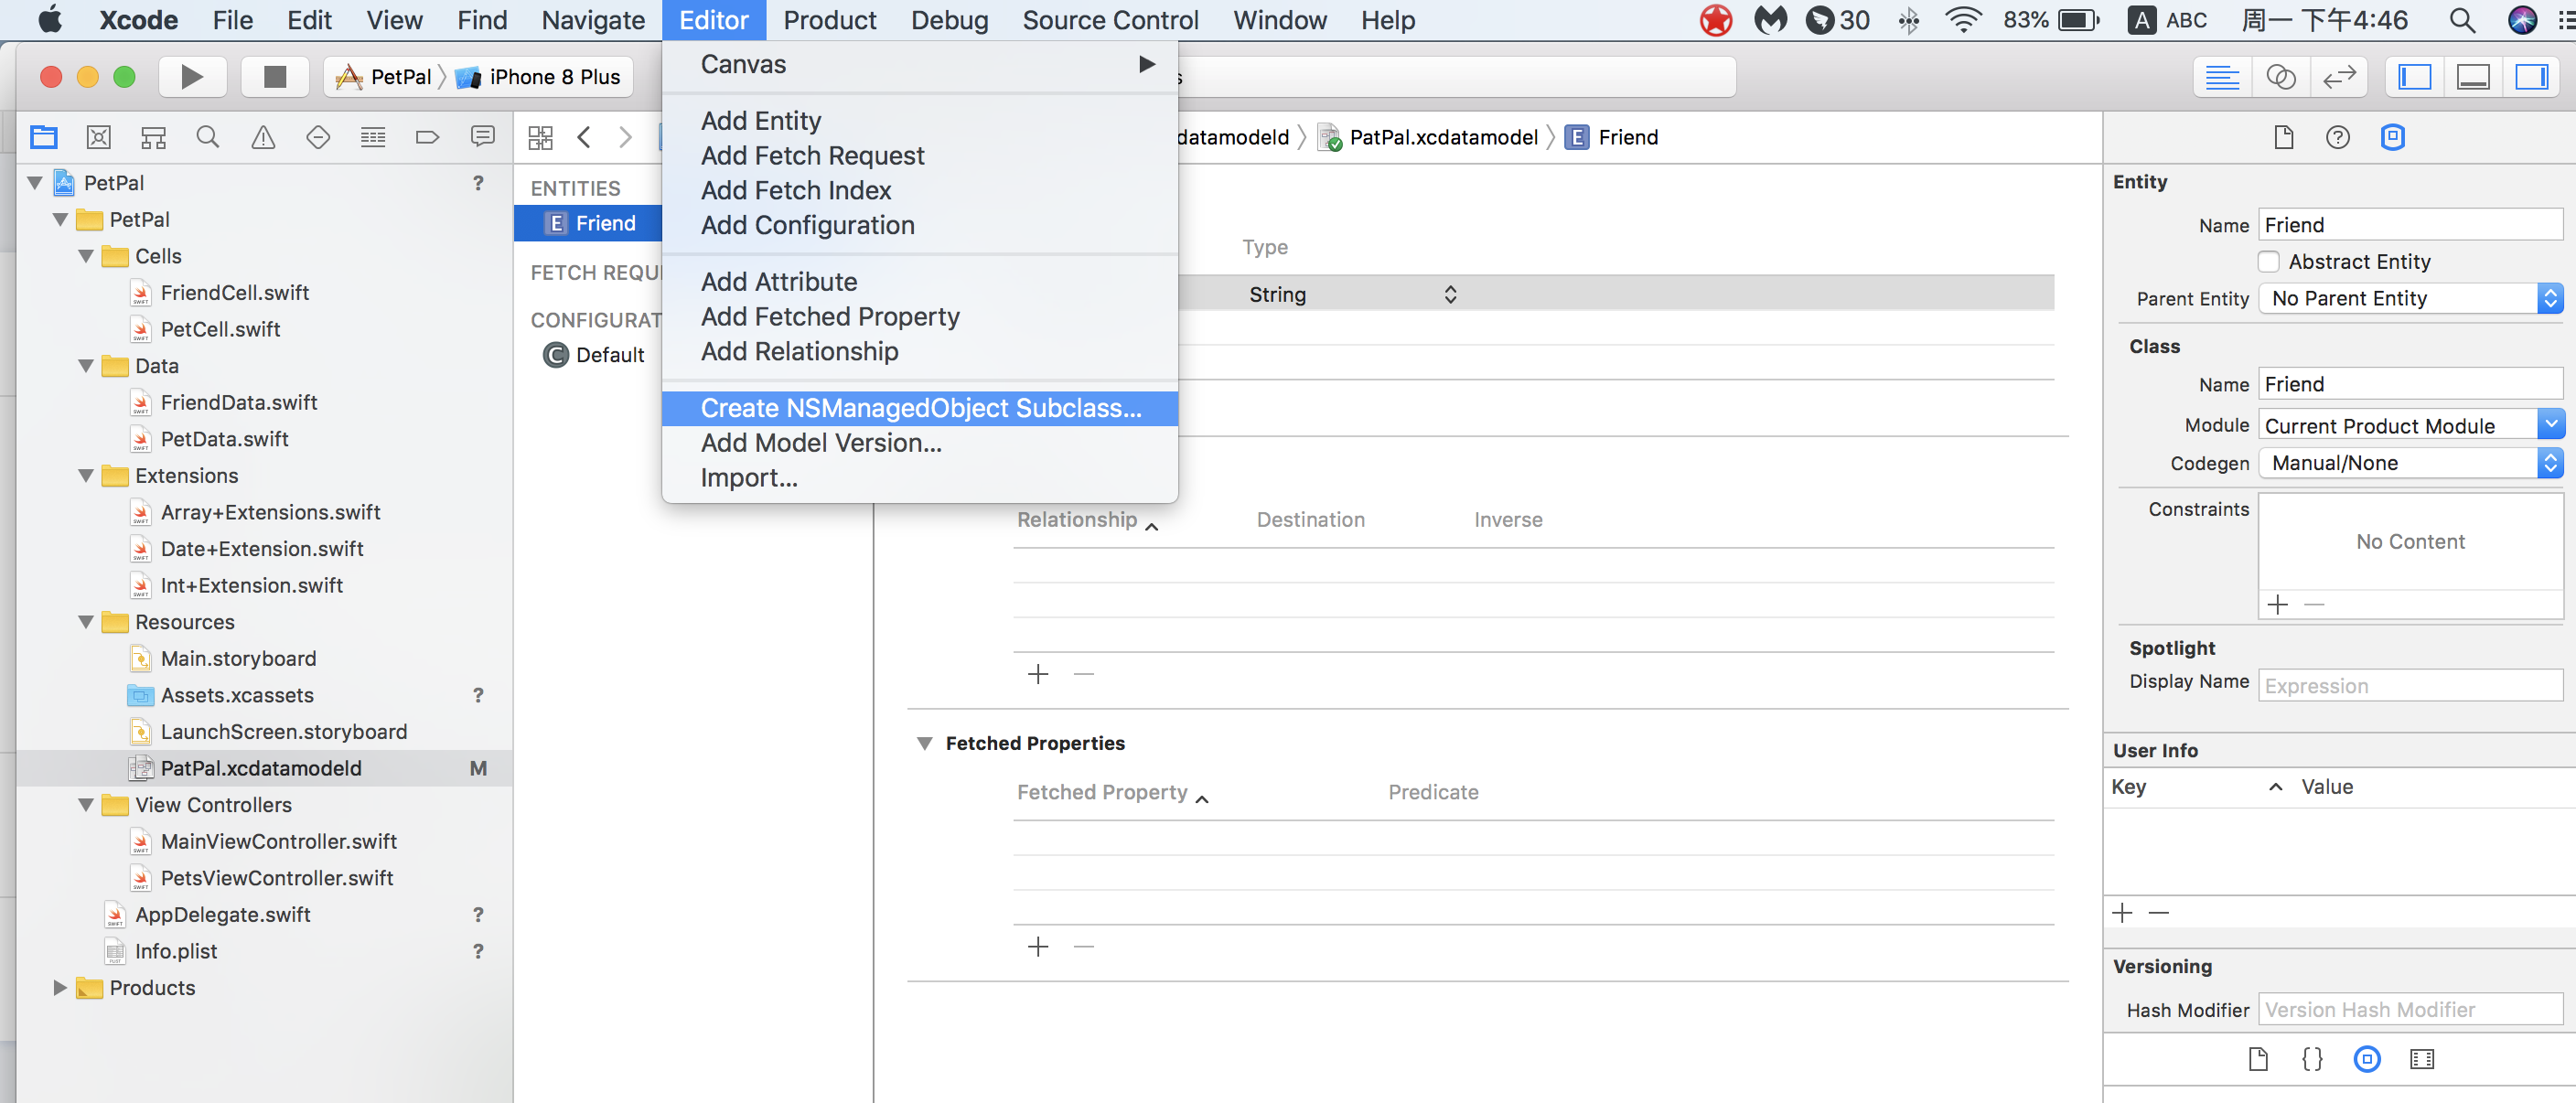 Xcode File Edit View Find Navigate Editor Product Debug Source Control Window Help 30 83% A ABC 周一 下午4:46
PetPal iPhone 8 Plus
Canvas
Add Entity
Add Fetch Request
Add Fetch Index
Add Configuration
Add Attribute
Add Fetched Property
Add Relationship
Create NSManagedObject Subclass...
Add Model Version...
Import...
datamodeld PatPal.xcdatamodel E Friend
PetPal ?
PetPal
Cells
FriendCell.swift
PetCell.swift
Data
FriendData.swift
PetData.swift
Extensions
Array+Extensions.swift
Date+Extension.swift
Int+Extension.swift
Resources
Main.storyboard
Assets.xcassets ?
LaunchScreen.storyboard
PatPal.xcdatamodeld M
View Controllers
MainViewController.swift
PetsViewController.swift
AppDelegate.swift ?
Info.plist ?
Products
ENTITIES
E Friend
FETCH REQU
CONFIGURAT
C Default
Type
String
Relationship Destination Inverse
Fetched Properties
Fetched Property Predicate
Entity
Name Friend
Abstract Entity
Parent Entity No Parent Entity
Class
Name Friend
Module Current Product Module
Codegen Manual/None
Constraints
No Content
Spotlight
Display Name Expression
User Info
Key Value
Versioning
Hash Modifier Version Hash Modifier